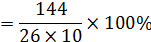 = 144 / (26 × 10) × 100%